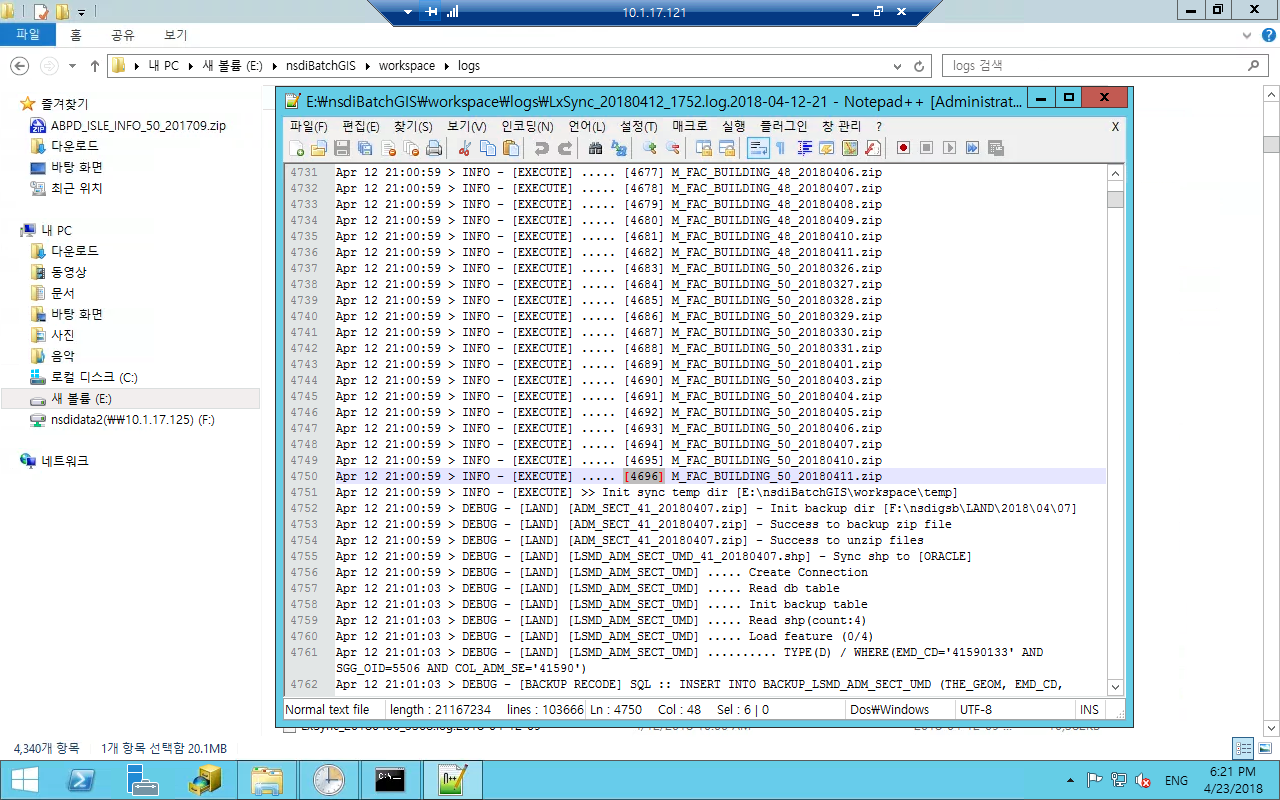 10.1.17.121
파일 홈 공유 보기
내 PC 새 볼륨 (E:) nsdiBatchGIS workspace logs
logs 검색
즐겨찾기
ABPD_ISLE_INFO_50_201709.zip
다운로드
바탕 화면
최근 위치
내 PC
다운로드
동영상
문서
바탕 화면
사진
음악
로컬 디스크 (C:)
새 볼륨 (E:)
nsdidata2(₩₩10.1.17.125) (F:)
네트워크
E:₩nsdiBatchGIS₩workspace₩logs₩LxSync_20180412_1752.log.2018-04-12-21 - Notepad++ [Administrat...
파일(F) 편집(E) 찾기(S) 보기(V) 인코딩(N) 언어(L) 설정(T) 매크로 실행 플러그인 창 관리 ? X
4731 Apr 12 21:00:59 > INFO - [EXECUTE] ..... [4677] M_FAC_BUILDING_48_20180406.zip
4732 Apr 12 21:00:59 > INFO - [EXECUTE] ..... [4678] M_FAC_BUILDING_48_20180407.zip
4733 Apr 12 21:00:59 > INFO - [EXECUTE] ..... [4679] M_FAC_BUILDING_48_20180408.zip
4734 Apr 12 21:00:59 > INFO - [EXECUTE] ..... [4680] M_FAC_BUILDING_48_20180409.zip
4735 Apr 12 21:00:59 > INFO - [EXECUTE] ..... [4681] M_FAC_BUILDING_48_20180410.zip
4736 Apr 12 21:00:59 > INFO - [EXECUTE] ..... [4682] M_FAC_BUILDING_48_20180411.zip
4737 Apr 12 21:00:59 > INFO - [EXECUTE] ..... [4683] M_FAC_BUILDING_50_20180326.zip
4738 Apr 12 21:00:59 > INFO - [EXECUTE] ..... [4684] M_FAC_BUILDING_50_20180327.zip
4739 Apr 12 21:00:59 > INFO - [EXECUTE] ..... [4685] M_FAC_BUILDING_50_20180328.zip
4740 Apr 12 21:00:59 > INFO - [EXECUTE] ..... [4686] M_FAC_BUILDING_50_20180329.zip
4741 Apr 12 21:00:59 > INFO - [EXECUTE] ..... [4687] M_FAC_BUILDING_50_20180330.zip
4742 Apr 12 21:00:59 > INFO - [EXECUTE] ..... [4688] M_FAC_BUILDING_50_20180331.zip
4743 Apr 12 21:00:59 > INFO - [EXECUTE] ..... [4689] M_FAC_BUILDING_50_20180401.zip
4744 Apr 12 21:00:59 > INFO - [EXECUTE] ..... [4690] M_FAC_BUILDING_50_20180403.zip
4745 Apr 12 21:00:59 > INFO - [EXECUTE] ..... [4691] M_FAC_BUILDING_50_20180404.zip
4746 Apr 12 21:00:59 > INFO - [EXECUTE] ..... [4692] M_FAC_BUILDING_50_20180405.zip
4747 Apr 12 21:00:59 > INFO - [EXECUTE] ..... [4693] M_FAC_BUILDING_50_20180406.zip
4748 Apr 12 21:00:59 > INFO - [EXECUTE] ..... [4694] M_FAC_BUILDING_50_20180407.zip
4749 Apr 12 21:00:59 > INFO - [EXECUTE] ..... [4695] M_FAC_BUILDING_50_20180410.zip
4750 Apr 12 21:00:59 > INFO - [EXECUTE] ..... [4696] M_FAC_BUILDING_50_20180411.zip
4751 Apr 12 21:00:59 > INFO - [EXECUTE] >> Init sync temp dir [E:\nsdiBatchGIS\workspace\temp]
4752 Apr 12 21:00:59 > DEBUG - [LAND] [ADM_SECT_41_20180407.zip] - Init backup dir [F:\nsdigsb\LAND\2018\04\07]
4753 Apr 12 21:00:59 > DEBUG - [LAND] [ADM_SECT_41_20180407.zip] - Success to backup zip file
4754 Apr 12 21:00:59 > DEBUG - [LAND] [ADM_SECT_41_20180407.zip] - Success to unzip files
4755 Apr 12 21:00:59 > DEBUG - [LAND] [LSMD_ADM_SECT_UMD_41_20180407.shp] - Sync shp to [ORACLE]
4756 Apr 12 21:00:59 > DEBUG - [LAND] [LSMD_ADM_SECT_UMD] ..... Create Connection
4757 Apr 12 21:01:03 > DEBUG - [LAND] [LSMD_ADM_SECT_UMD] ..... Read db table
4758 Apr 12 21:01:03 > DEBUG - [LAND] [LSMD_ADM_SECT_UMD] ..... Init backup table
4759 Apr 12 21:01:03 > DEBUG - [LAND] [LSMD_ADM_SECT_UMD] ..... Read shp(count:4)
4760 Apr 12 21:01:03 > DEBUG - [LAND] [LSMD_ADM_SECT_UMD] ..... Load feature (0/4)
4761 Apr 12 21:01:03 > DEBUG - [LAND] [LSMD_ADM_SECT_UMD] .......... TYPE(D) / WHERE(EMD_CD='41590133' AND
SGG_OID=5506 AND COL_ADM_SE='41590')
4762 Apr 12 21:01:03 > DEBUG - [BACKUP RECODE] SQL :: INSERT INTO BACKUP_LSMD_ADM_SECT_UMD (THE_GEOM, EMD_CD,
Normal text file length : 21167234 lines : 103666 Ln : 4750 Col : 48 Sel : 6 | 0 Dos₩Windows UTF-8 INS
4,340개 항목 1개 항목 선택함 20.1MB
ENG
6:21 PM
4/23/2018